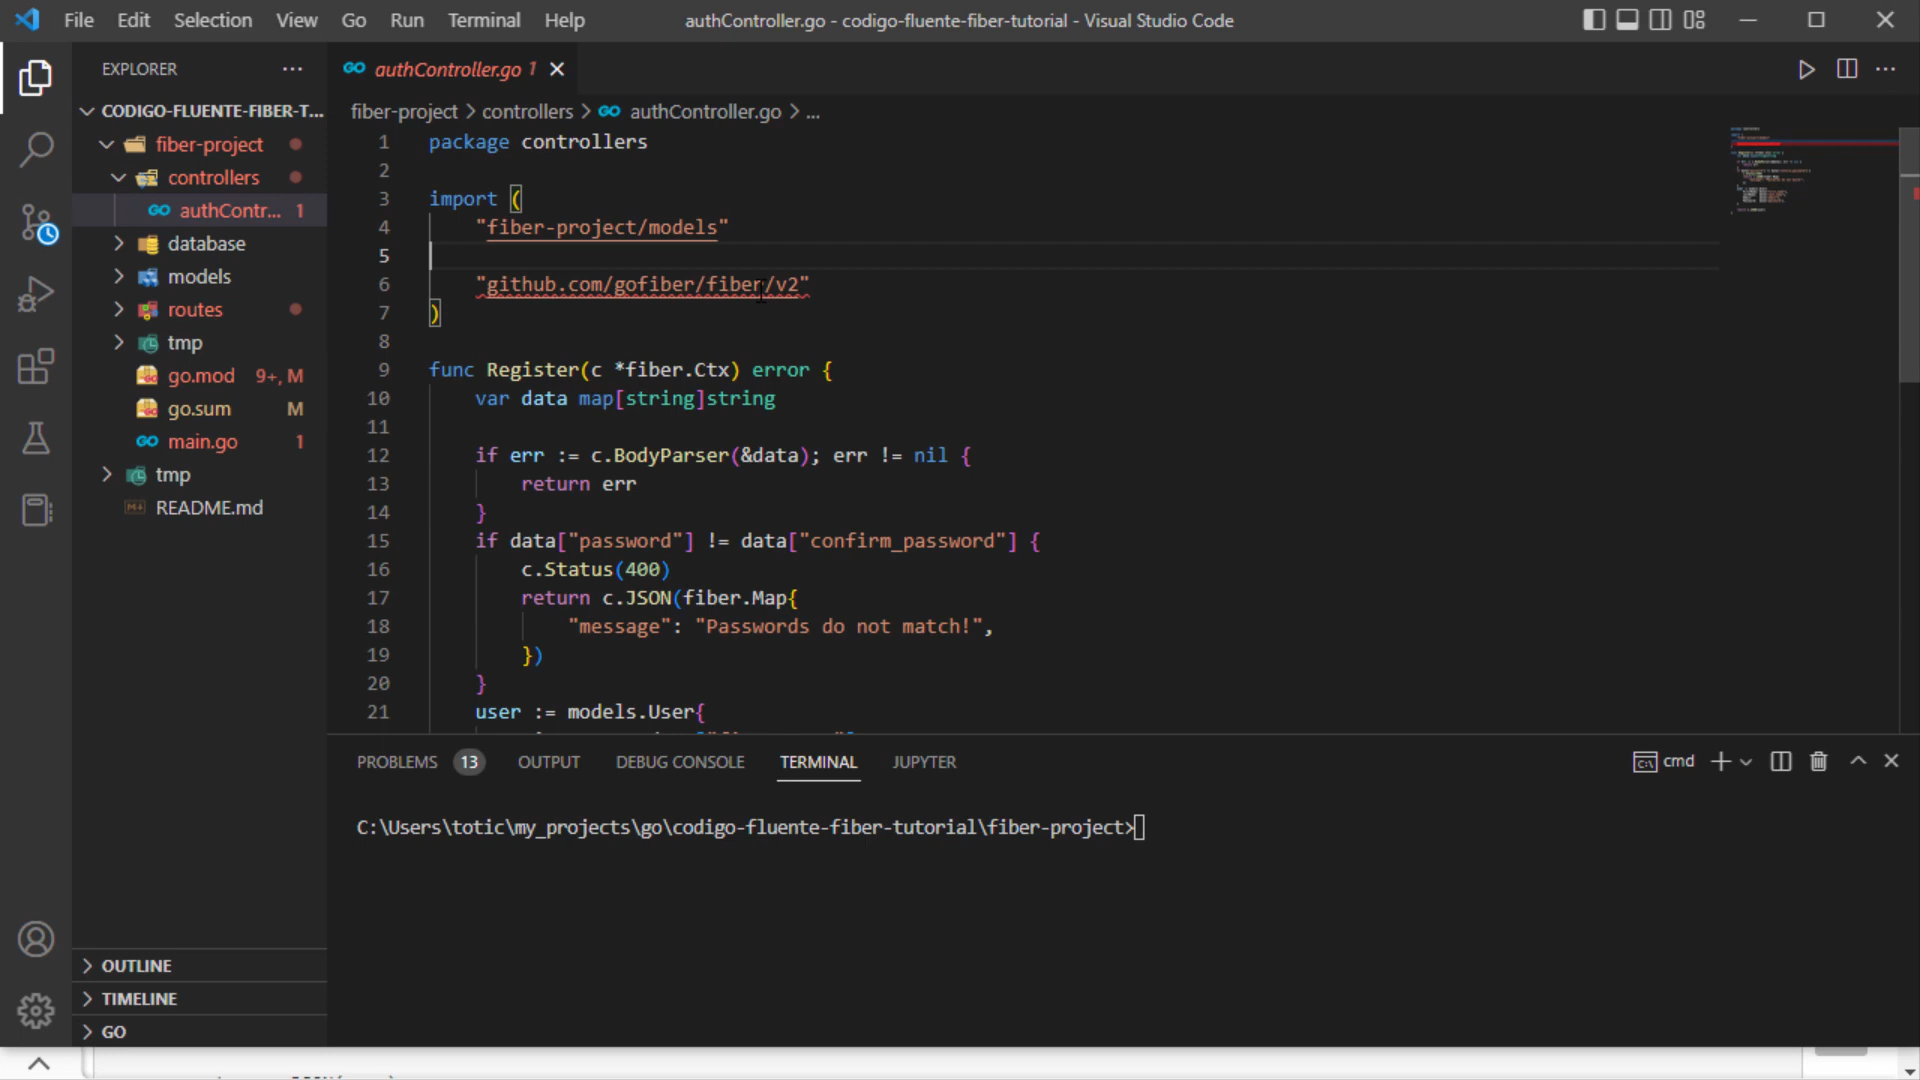 File Edit Selection View Go Run Terminal Help
authController.go - codigo-fluente-fiber-tutorial - Visual Studio Code
EXPLORER
CODIGO-FLUENTE-FIBER-T...
fiber-project
controllers
authContr... 1
database
models
routes
tmp
go.mod 9+, M
go.sum M
main.go 1
tmp
README.md
OUTLINE
TIMELINE
GO
authController.go 1
fiber-project > controllers > authController.go > ...
1 package controllers
2
3 import (
4 "fiber-project/models"
5
6 "github.com/gofiber/fiber/v2"
7 )
8
9 func Register(c *fiber.Ctx) error {
10 var data map[string]string
11
12 if err := c.BodyParser(&data); err != nil {
13 return err
14 }
15 if data["password"] != data["confirm_password"] {
16 c.Status(400)
17 return c.JSON(fiber.Map{
18 "message": "Passwords do not match!",
19 })
20 }
21 user := models.User{
PROBLEMS 13 OUTPUT DEBUG CONSOLE TERMINAL JUPYTER
cmd
C:\Users\totic\my_projects\go\codigo-fluente-fiber-tutorial\fiber-project>